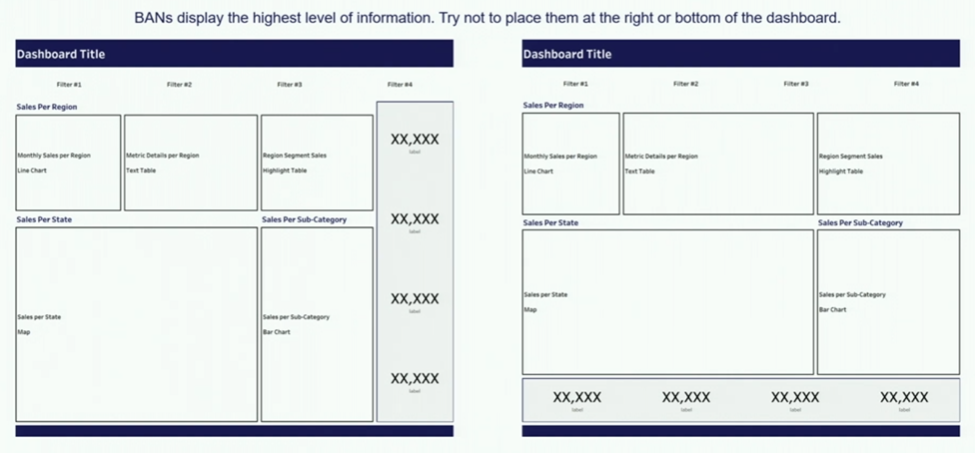 BANs display the highest level of information. Try not to place them at the right or bottom of the dashboard.
Dashboard Title
Filter #1 Filter #2 Filter #3 Filter #4
Sales Per Region
Monthly Sales per Region
Line Chart
Metric Details per Region
Text Table
Region Segment Sales
Highlight Table
XX,XXX
label
Sales Per State
Sales Per Sub-Category
XX,XXX
label
Sales per State
Map
Sales per Sub-Category
Bar Chart
XX,XXX
label
XX,XXX
label
Dashboard Title
Filter #1 Filter #2 Filter #3 Filter #4
Sales Per Region
Monthly Sales per Region
Line Chart
Metric Details per Region
Text Table
Region Segment Sales
Highlight Table
Sales Per State
Sales Per Sub-Category
Sales per State
Map
Sales per Sub-Category
Bar Chart
XX,XXX XX,XXX XX,XXX XX,XXX
label label label label